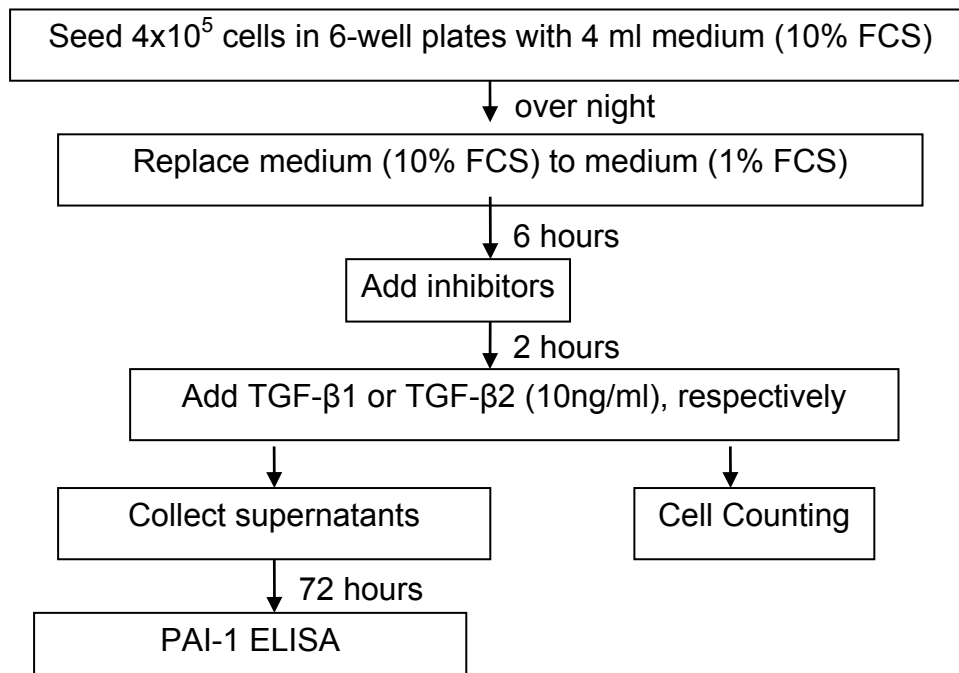 Seed 4x10⁵ cells in 6-well plates with 4 ml medium (10% FCS)
over night
Replace medium (10% FCS) to medium (1% FCS)
6 hours
Add inhibitors
2 hours
Add TGF-β1 or TGF-β2 (10ng/ml), respectively
Collect supernatants
Cell Counting
72 hours
PAI-1 ELISA